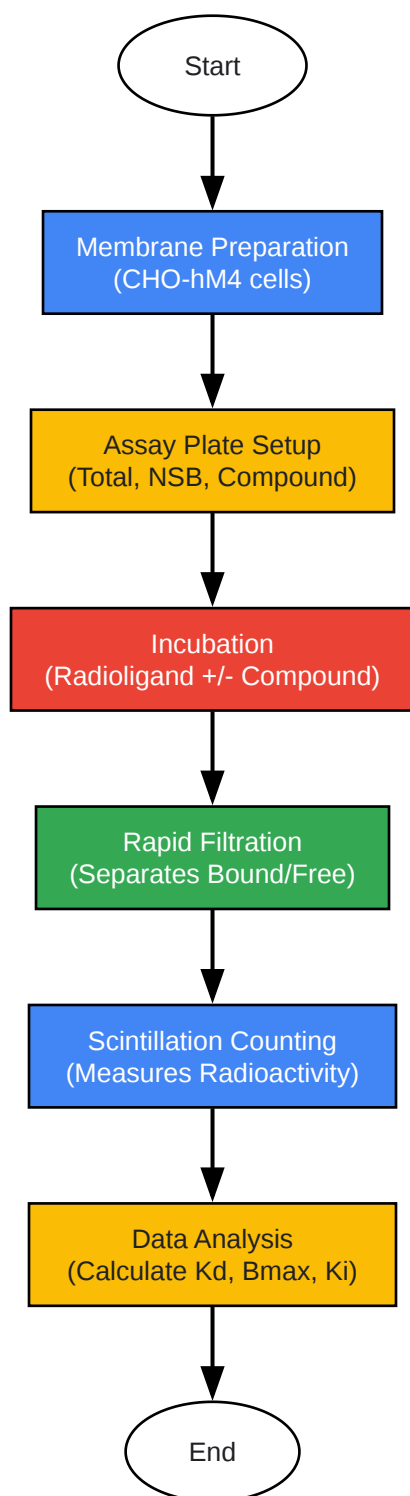 Start
Membrane Preparation
(CHO-hM4 cells)
Assay Plate Setup
(Total, NSB, Compound)
Incubation
(Radioligand +/- Compound)
Rapid Filtration
(Separates Bound/Free)
Scintillation Counting
(Measures Radioactivity)
Data Analysis
(Calculate Kd, Bmax, Ki)
End